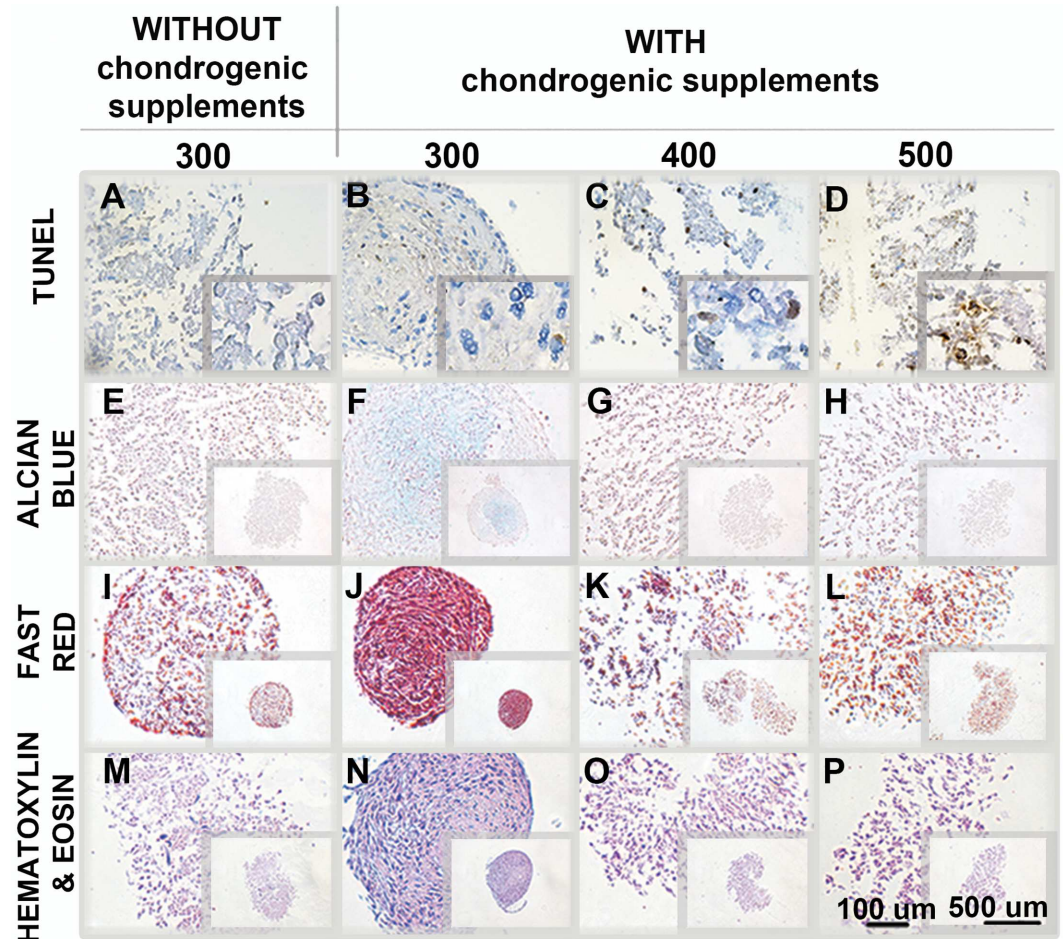 WITHOUT
chondrogenic
supplements
WITH
chondrogenic supplements
300
300
400
500
TUNEL
A
B
C
D
ALCIAN
BLUE
E
F
G
H
FAST
RED
I
J
K
L
HEMATOXYLIN
& EOSIN
M
N
O
P
100 um
500 um